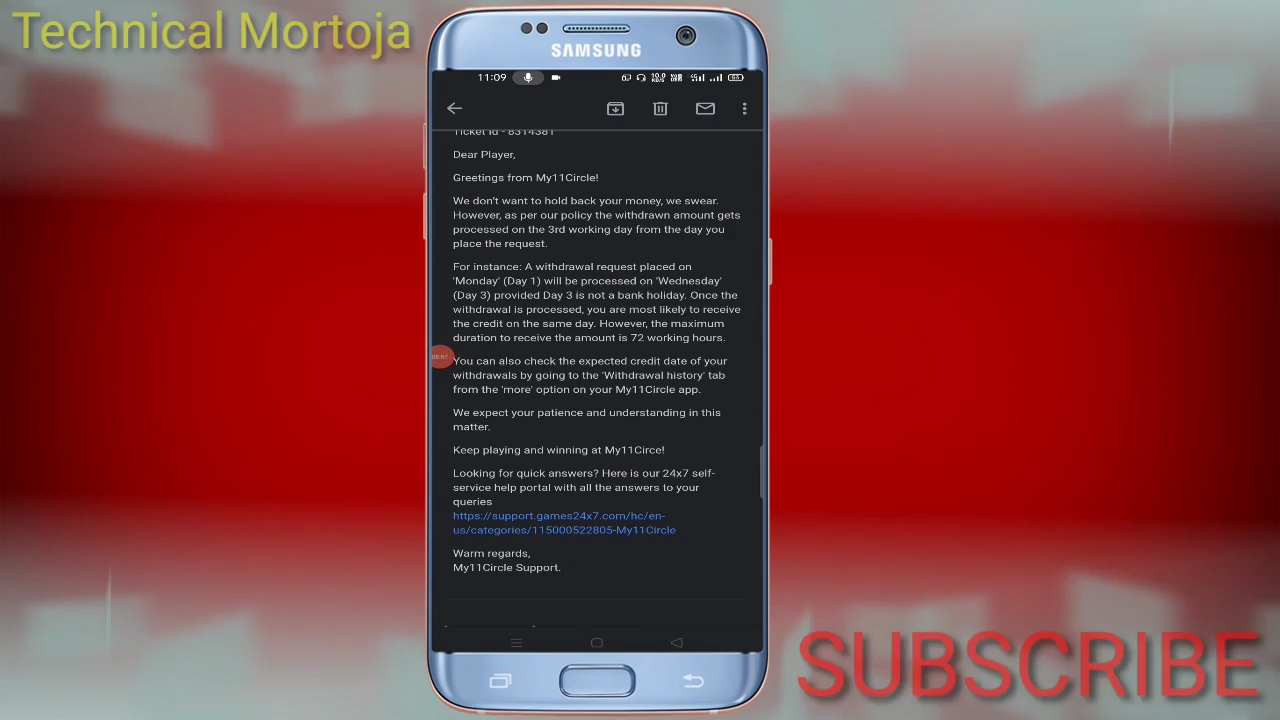 Technical Mortoja
SAMSUNG
11:09
Ticket Id - 8314381
Dear Player,
Greetings from My11Circle!
We don't want to hold back your money, we swear.
However, as per our policy the withdrawn amount gets
processed on the 3rd working day from the day you
place the request.
For instance: A withdrawal request placed on
'Monday' (Day 1) will be processed on 'Wednesday'
(Day 3) provided Day 3 is not a bank holiday. Once the
withdrawal is processed, you are most likely to receive
the credit on the same day. However, the maximum
duration to receive the amount is 72 working hours.
You can also check the expected credit date of your
withdrawals by going to the 'Withdrawal history' tab
from the 'more' option on your My11Circle app.
We expect your patience and understanding in this
matter.
Keep playing and winning at My11Circe!
Looking for quick answers? Here is our 24x7 self-
service help portal with all the answers to your
queries
https://support.games24x7.com/hc/en-
us/categories/115000522805-My11Circle
Warm regards,
My11Circle Support.
SUBSCRIBE